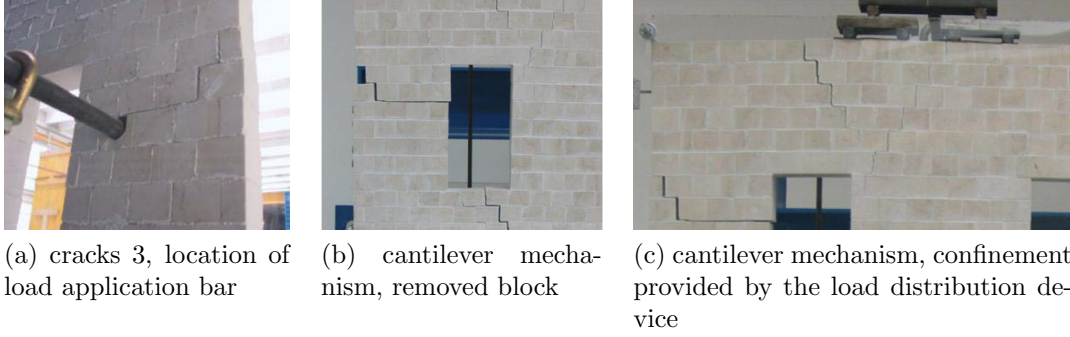 (a) cracks 3, location of
load application bar
(b) cantilever mecha-
nism, removed block
(c) cantilever mechanism, confinement
provided by the load distribution de-
vice